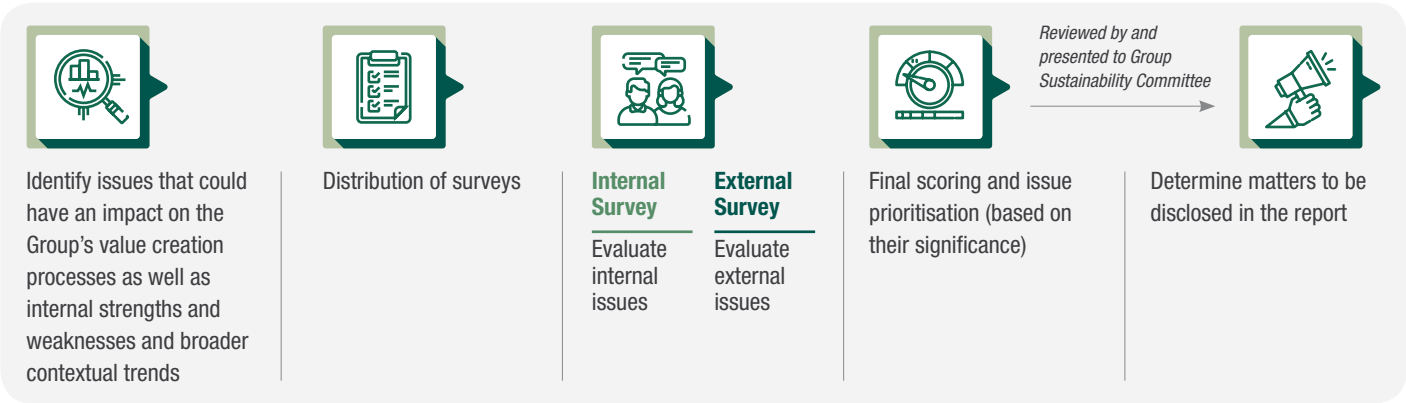 Identify issues that could
have an impact on the
Group's value creation
processes as well as
internal strengths and
weaknesses and broader
contextual trends
Distribution of surveys
Internal
Survey
Evaluate
internal
issues
External
Survey
Evaluate
external
issues
Final scoring and issue
prioritisation (based on
their significance)
Reviewed by and
presented to Group
Sustainability Committee
Determine matters to be
disclosed in the report